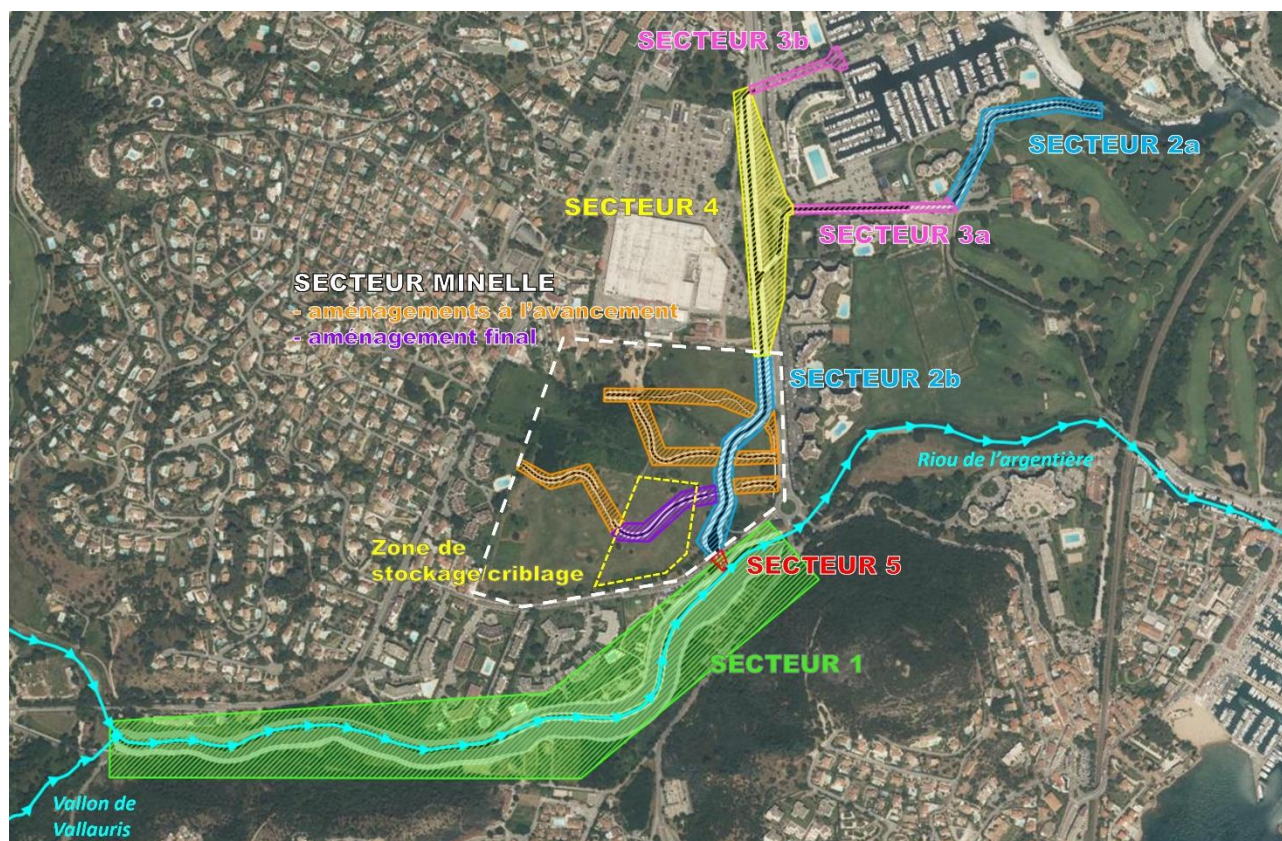 SECTEUR 3b
SECTEUR 2a
SECTEUR 4
SECTEUR 3a
SECTEUR MINELLE
- aménagements à l'avancement
- aménagement final
SECTEUR 2b
Riou de l'argentière
Zone de
stockage/criblage
SECTEUR 5
SECTEUR 1
Vallon de
Vallauris